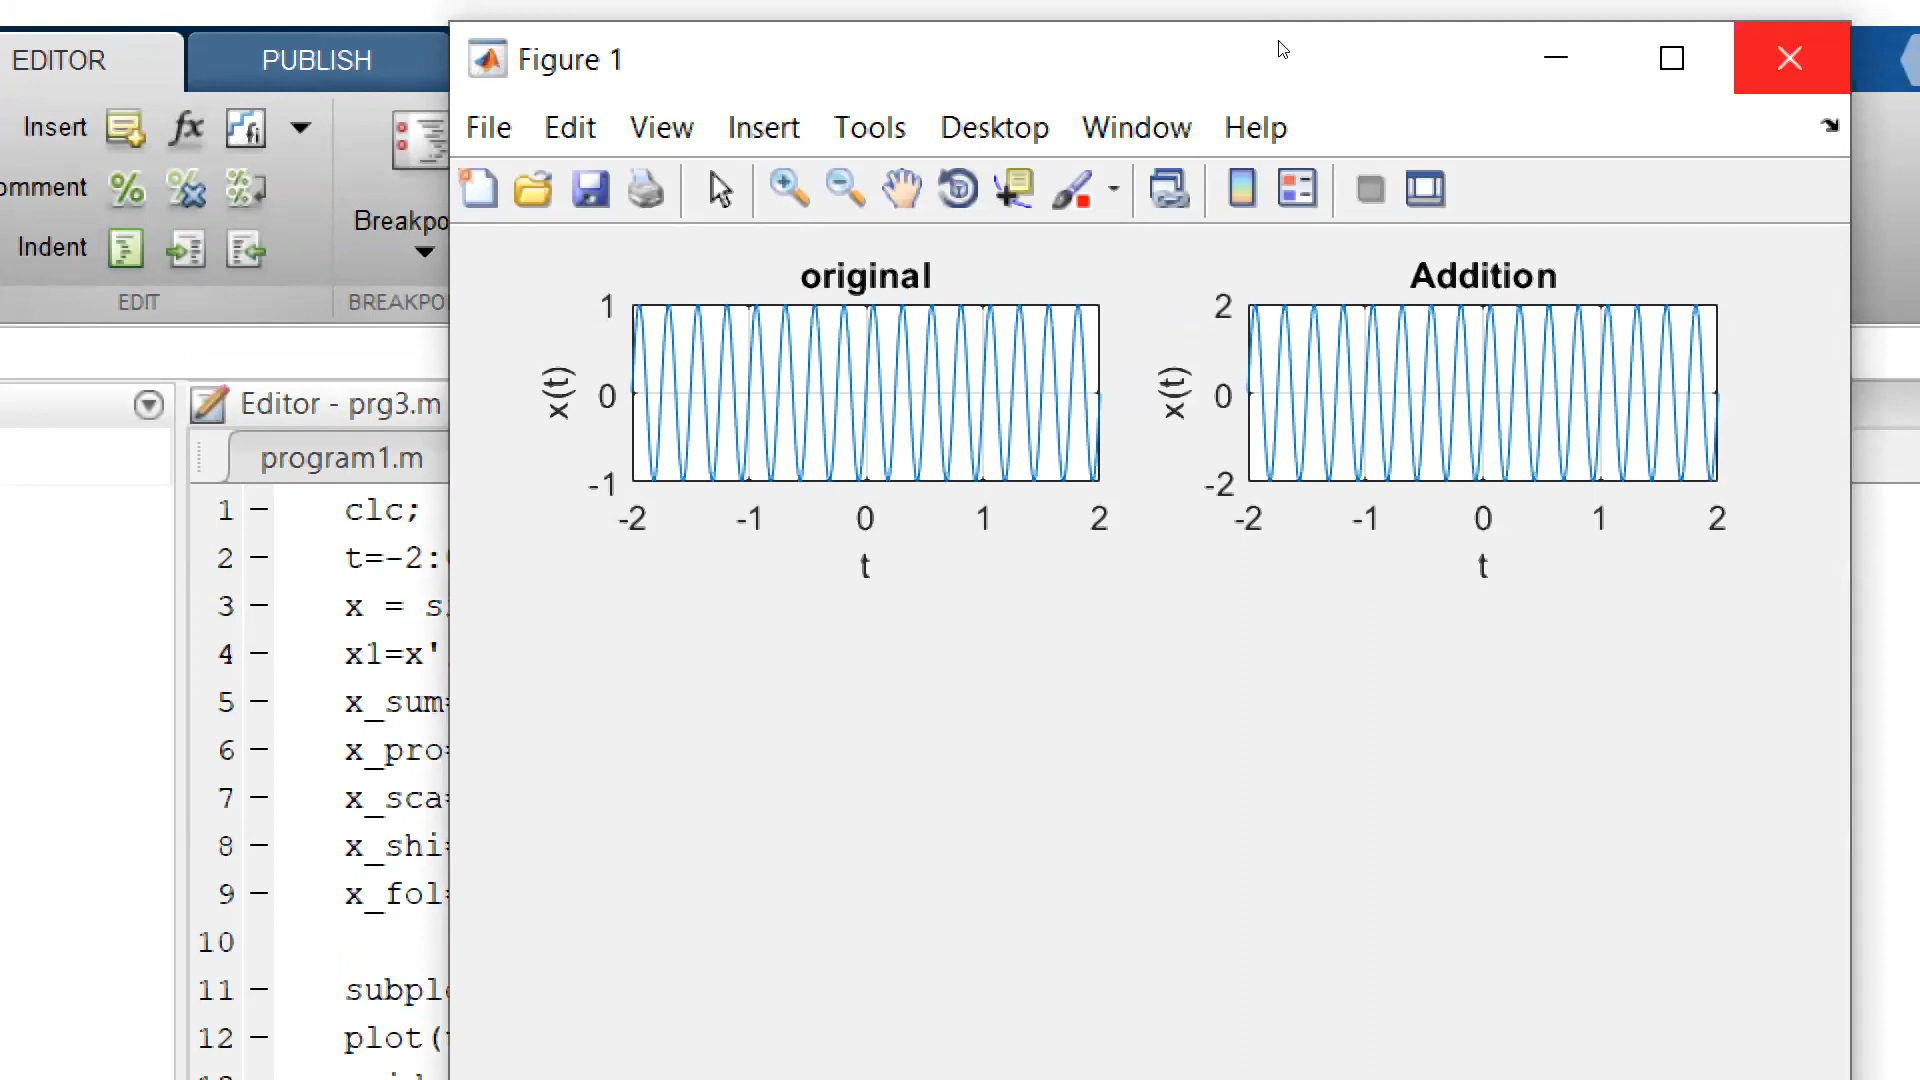 EDITOR
PUBLISH
Figure 1
Insert
fx
fi
File Edit View Insert Tools Desktop Window Help
omment
Breakpo
Indent
EDIT
BREAKPO
original
Addition
1
0
-1
x(t)
-2 -1 0 1 2
t
2
0
-2
x(t)
-2 -1 0 1 2
t
Editor - prg3.m
program1.m
1 — clc;
2 — t=-2:
3 — x = s
4 — x1=x'
5 — x_sum=
6 — x_pro=
7 — x_sca=
8 — x_shi=
9 — x_fol=
10
11 — subpl
12 — plot(